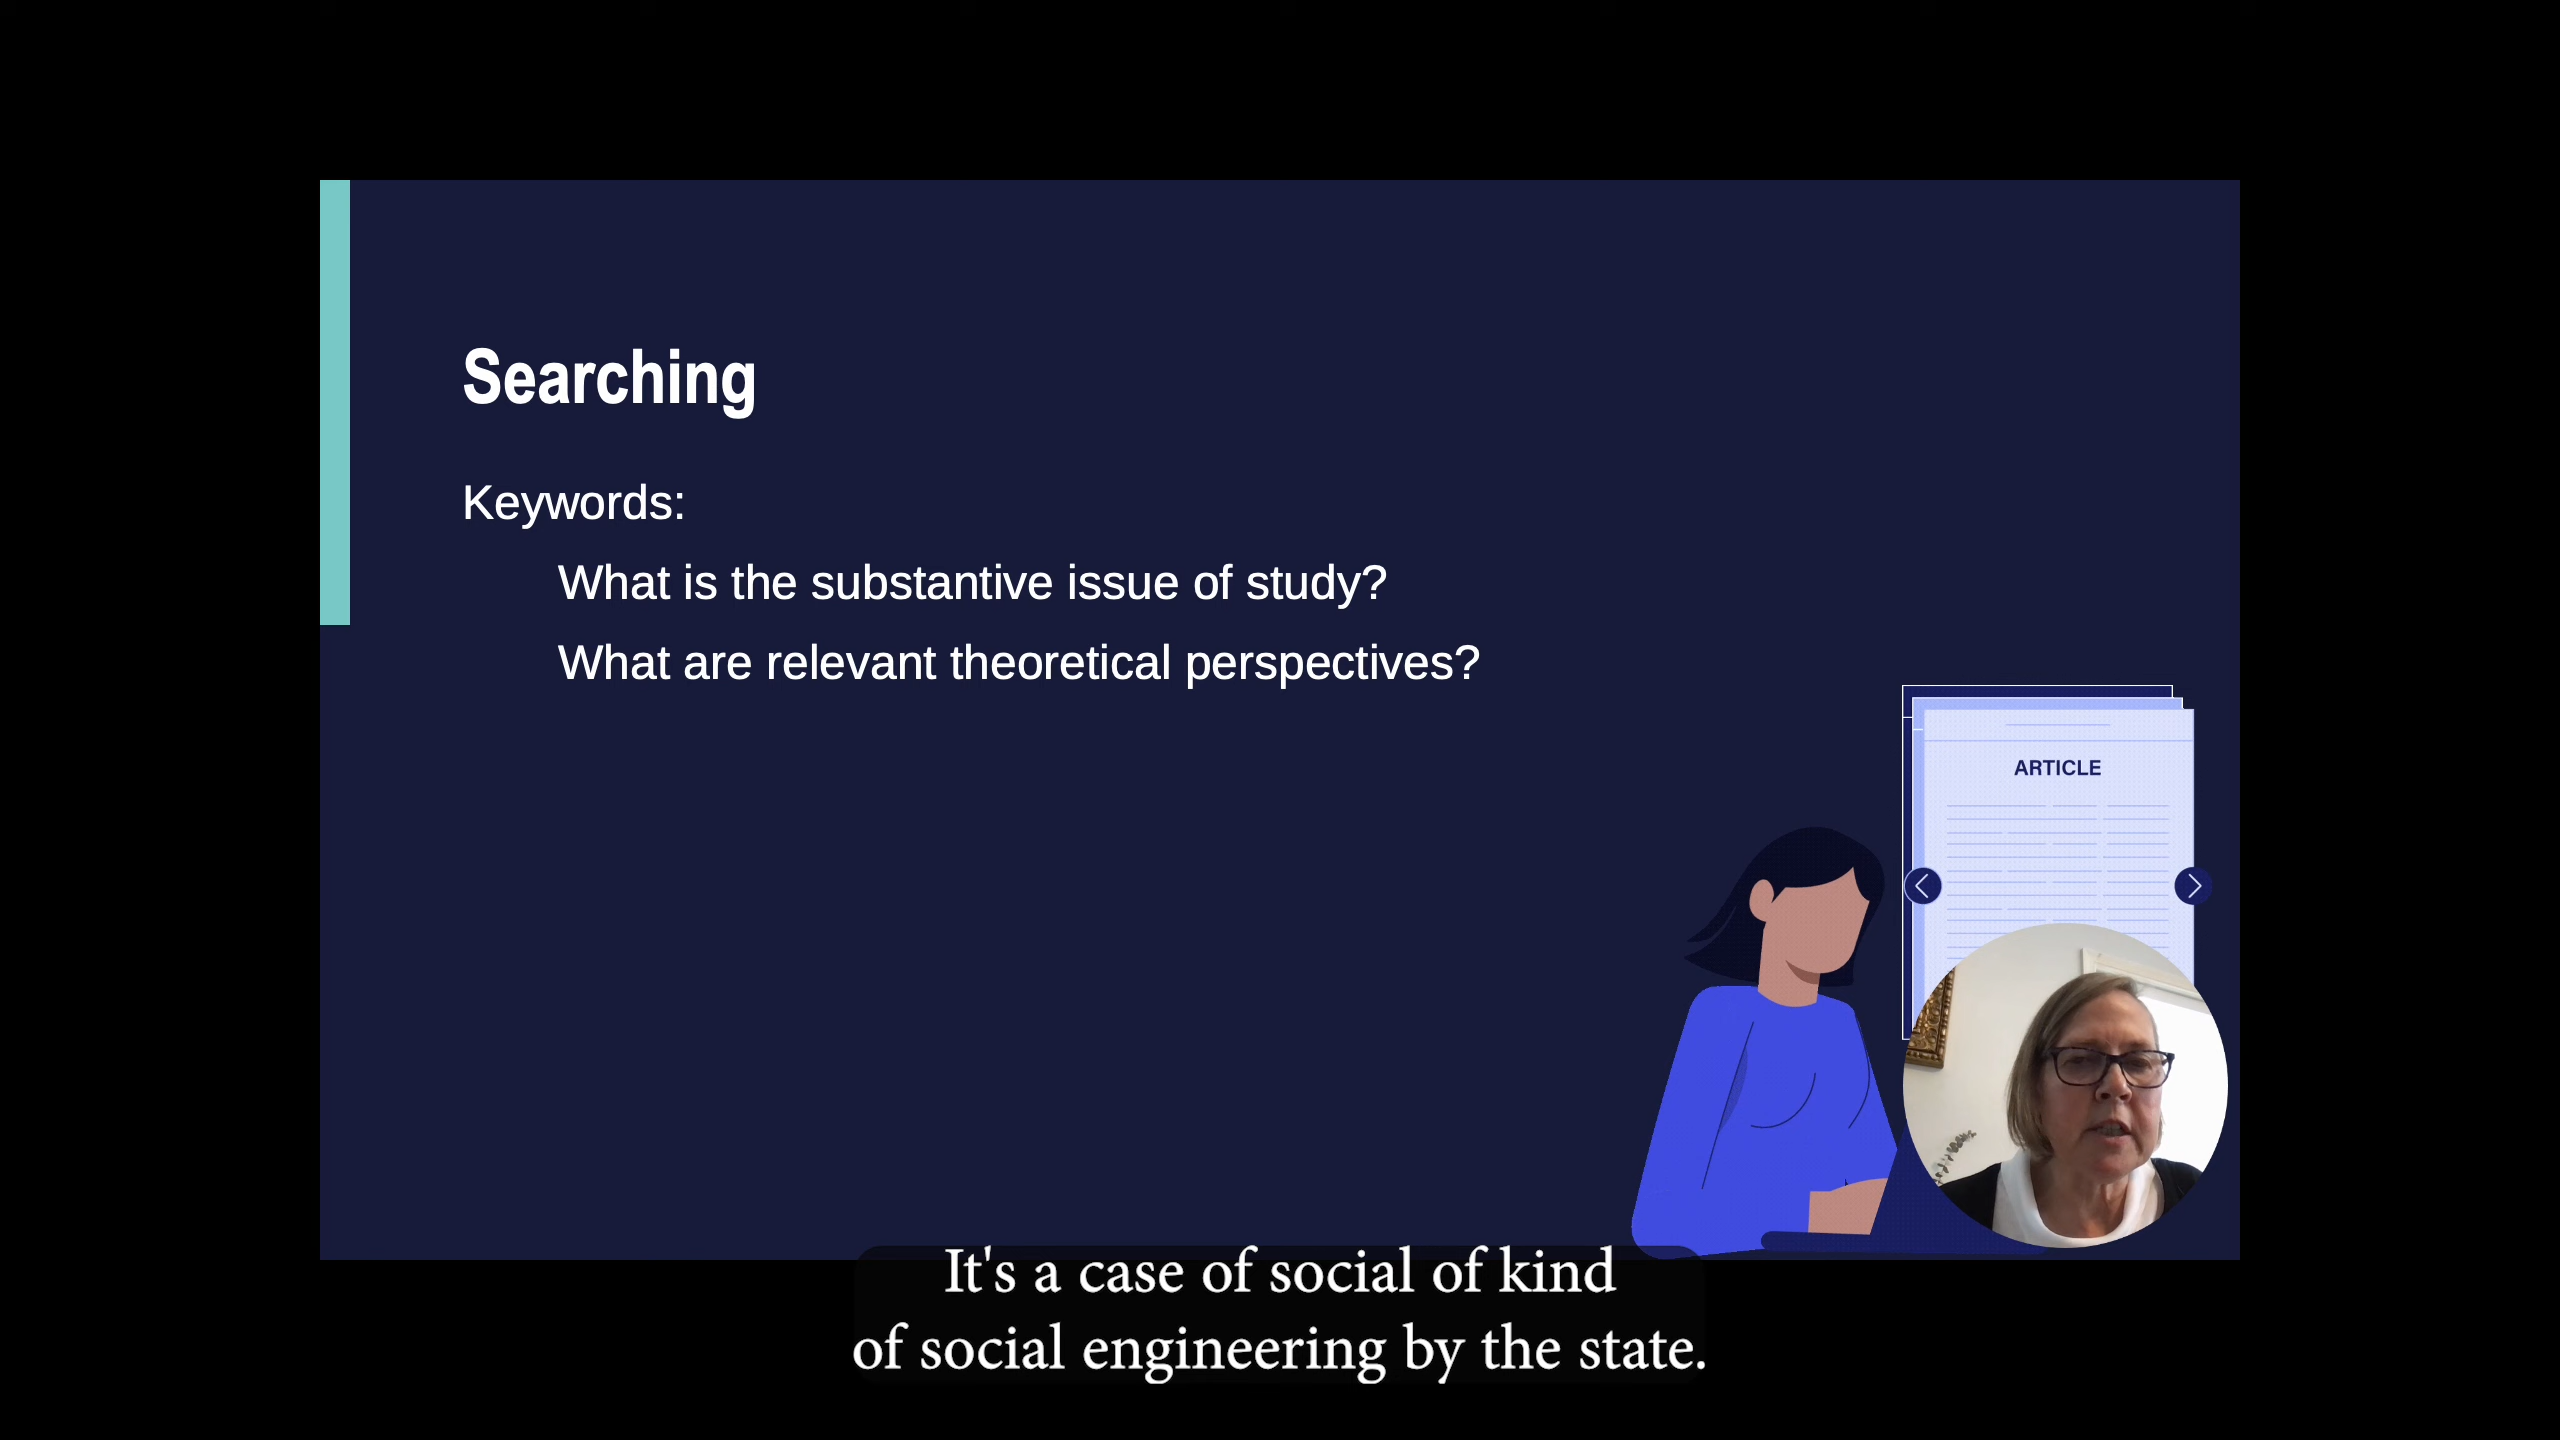 Searching
Keywords:
What is the substantive issue of study?
What are relevant theoretical perspectives?
ARTICLE
It's a case of social of kind
of social engineering by the state.